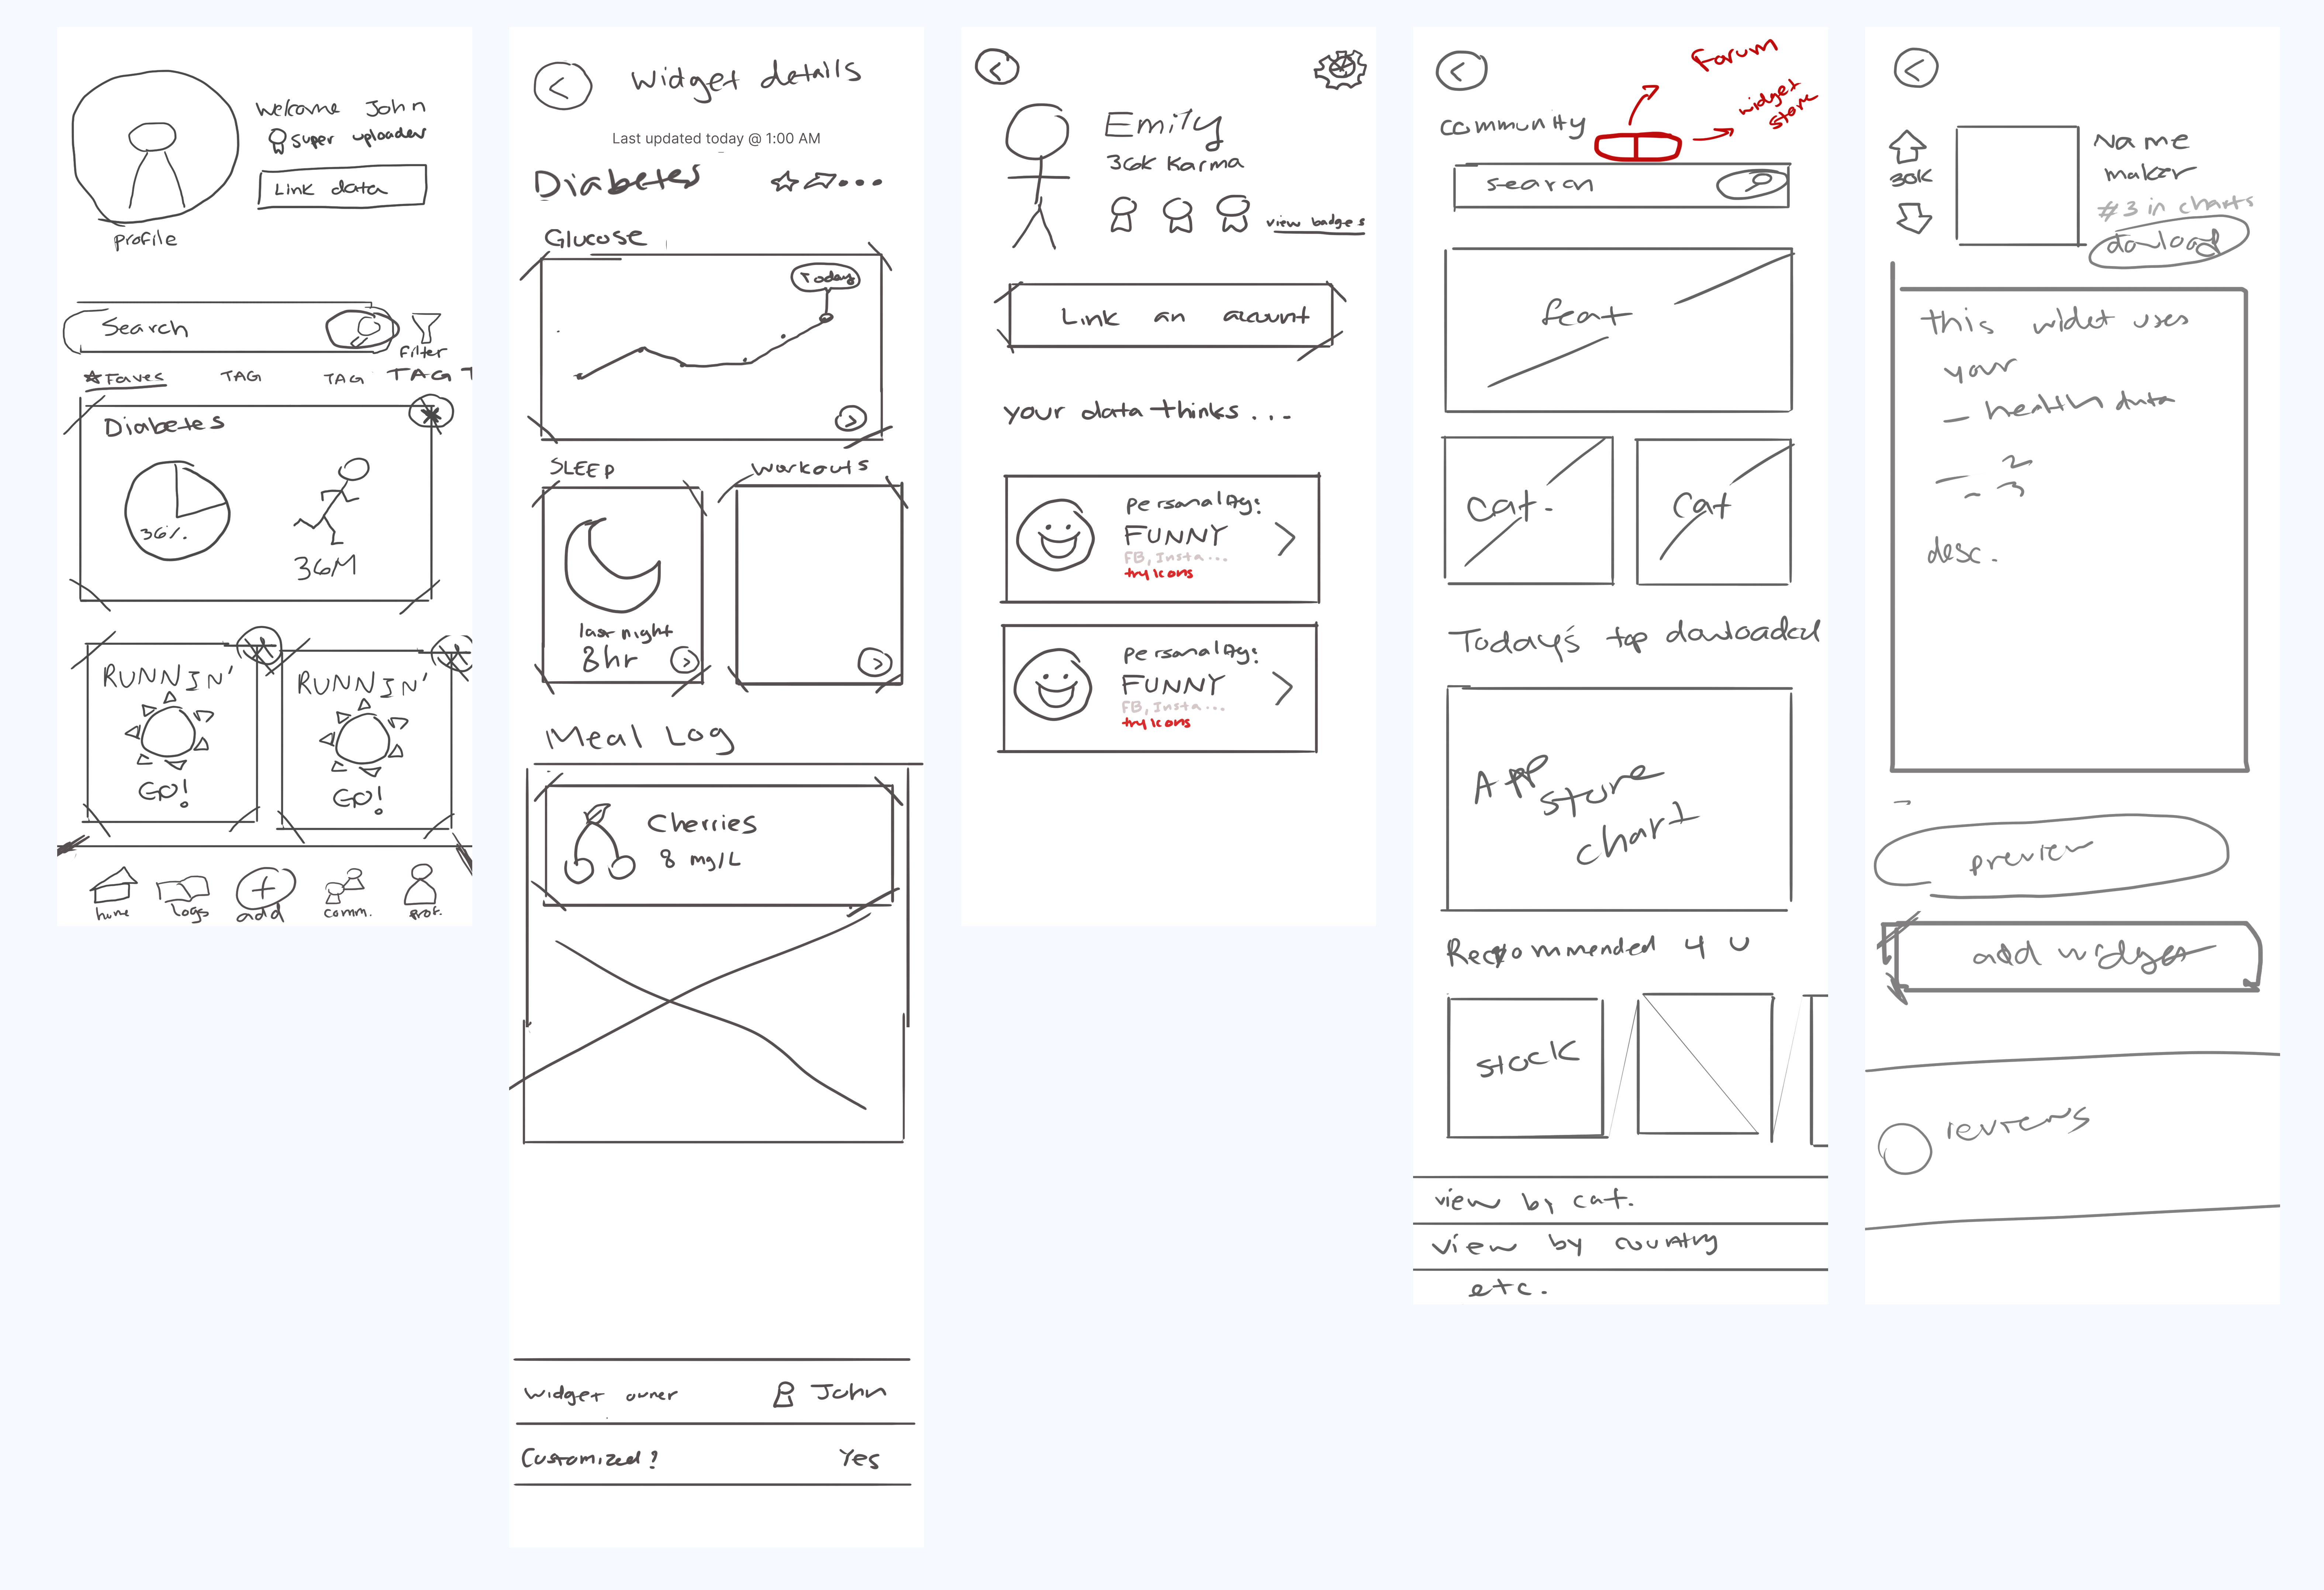 Welcome John
super uploader
Link data
profile
Search
Filter
Faves TAG TAG TAG T
Diabetes
36%.
36M
RUNNIN'
GO!
RUNNIN'
GO!
home logs add comm. prof.
Widget details
Last updated today @ 1:00 AM
Diabetes
Glucose
Today
SLEEP
workouts
last night
8hr
Meal Log
Cherries
8 mg/L
widget owner John
Customized? Yes
Emily
36k Karma
view badges
Link an account
your data thinks...
personality:
FUNNY
FB, Insta...
try icons
personality:
FUNNY
FB, Insta...
try icons
Forum
widget
store
community
search
feat
cat.
cat
Today's top dowloaded
App
store
chart
Recommended 4 U
stock
view by cat.
view by country
etc.
30K
Name
maker
#3 in charts
dowload
this widet uses
your
– health data
– 2
– 3
desc.
preview
add widget
reviews